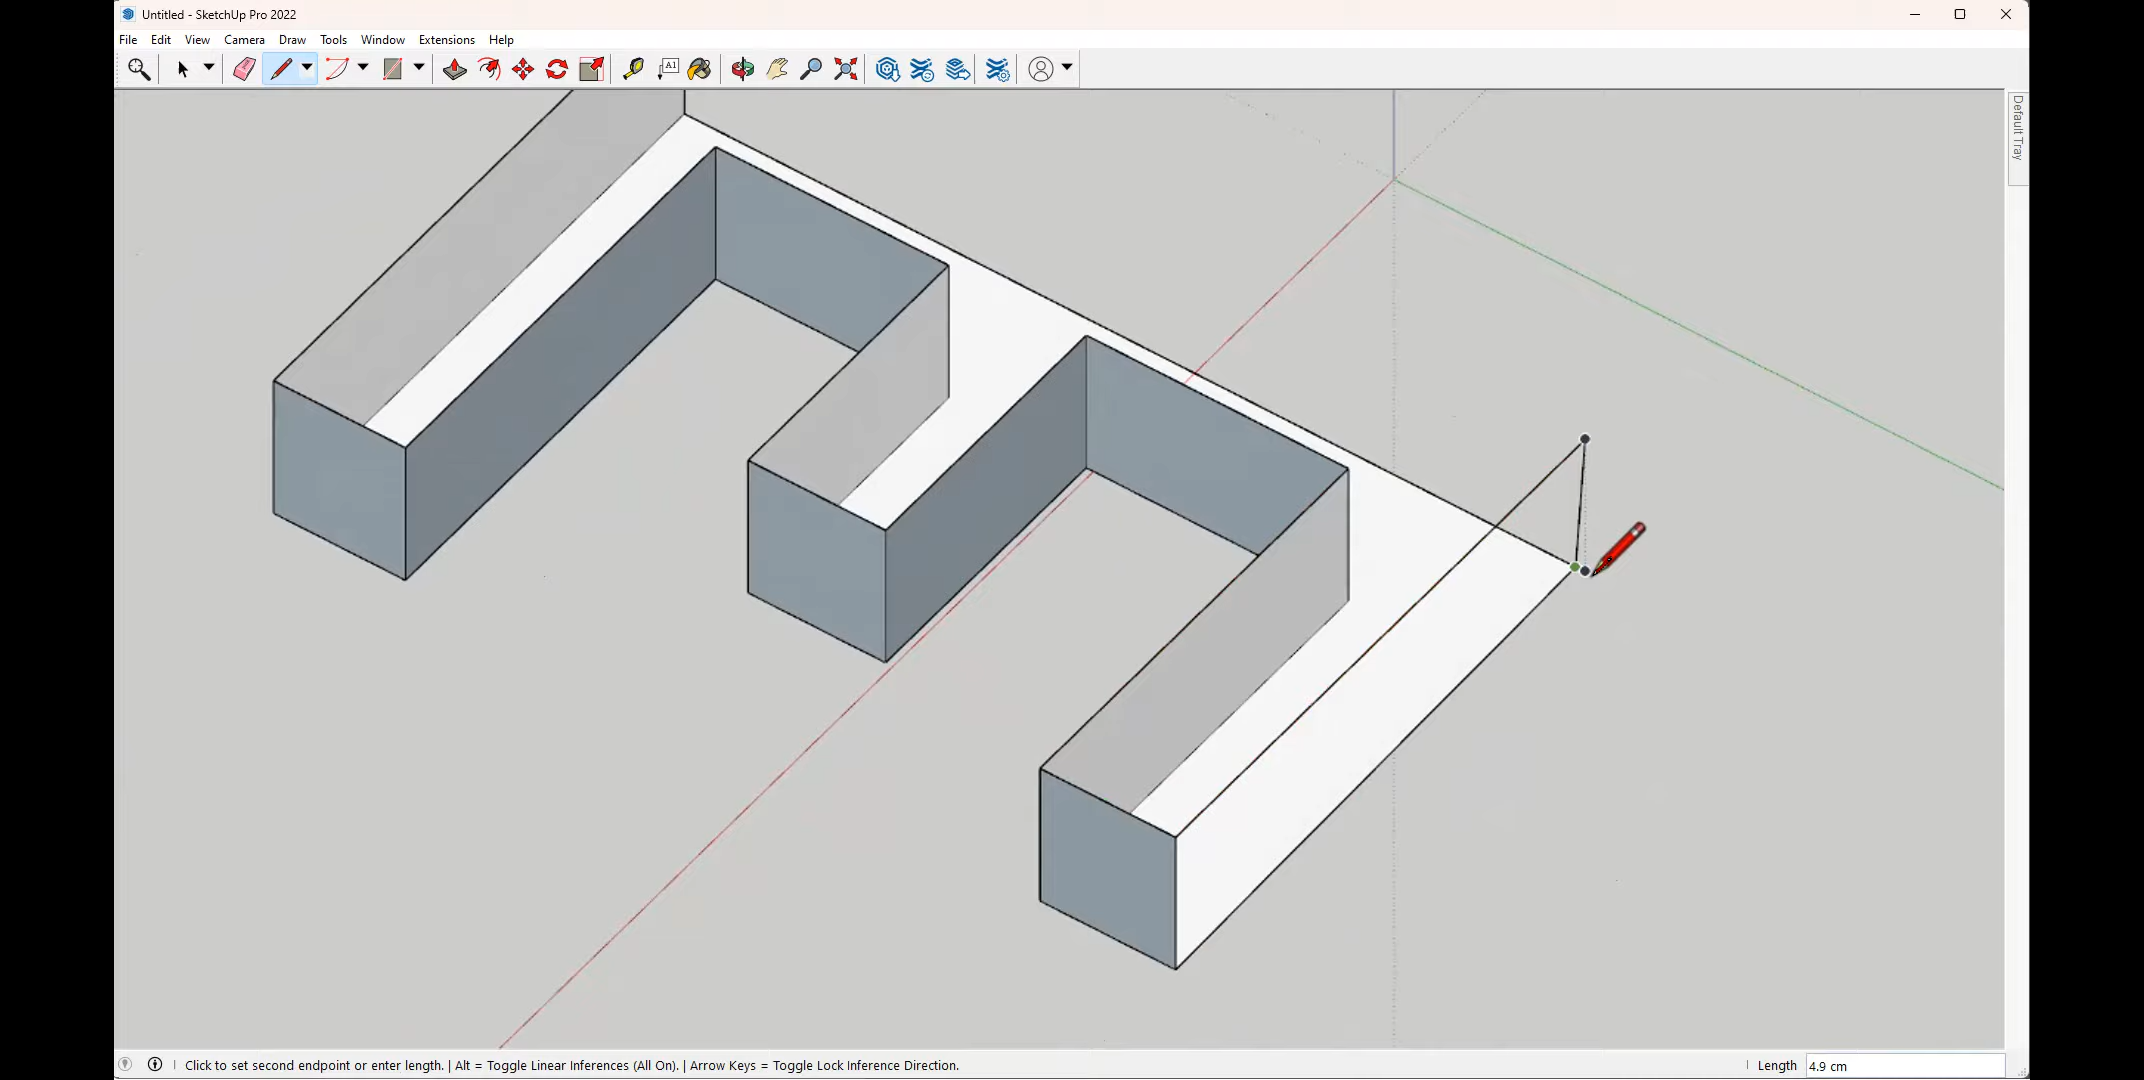 Untitled - SketchUp Pro 2022
File Edit View Camera Draw Tools Window Extensions Help
A1
Default Tray
Click to set second endpoint or enter length. | Alt = Toggle Linear Inferences (All On). | Arrow Keys = Toggle Lock Inference Direction.
Length 4.9 cm